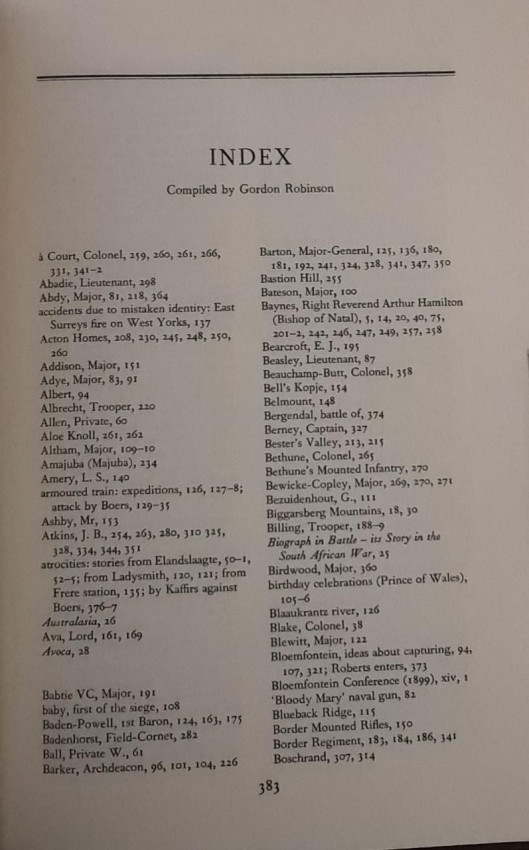 INDEX
Compiled by Gordon Robinson
à Court, Colonel, 259, 260, 261, 266,
331, 341–2
Abadie, Lieutenant, 298
Abdy, Major, 81, 218, 364
accidents due to mistaken identity: East
Surreys fire on West Yorks, 137
Acton Homes, 208, 230, 245, 248, 250,
260
Addison, Major, 151
Adye, Major, 83, 91
Albert, 94
Albrecht, Trooper, 220
Allen, Private, 60
Aloe Knoll, 261, 262
Altham, Major, 109–10
Amajuba (Majuba), 234
Amery, L. S., 140
armoured train: expeditions, 126, 127–8;
attack by Boers, 129–35
Ashby, Mr, 153
Atkins, J. B., 254, 263, 280, 310 325,
328, 334, 344, 351
atrocities: stories from Elandslaagte, 50–1,
52–5; from Ladysmith, 120, 121; from
Frere station, 135; by Kaffirs against
Boers, 376–7
Australasia, 26
Ava, Lord, 161, 169
Avoca, 28
Babtie VC, Major, 191
baby, first of the siege, 108
Baden-Powell, 1st Baron, 124, 163, 175
Badenhorst, Field-Cornet, 282
Ball, Private W., 61
Barker, Archdeacon, 96, 101, 104, 226
Barton, Major-General, 125, 136, 180,
181, 192, 241, 324, 328, 341, 347, 350
Bastion Hill, 255
Bateson, Major, 100
Baynes, Right Reverend Arthur Hamilton
(Bishop of Natal), 5, 14, 20, 40, 75,
201–2, 242, 246, 247, 249, 257, 258
Bearcroft, E. J., 195
Beasley, Lieutenant, 87
Beauchamp-Butt, Colonel, 358
Bell's Kopje, 154
Belmount, 148
Bergendal, battle of, 374
Berney, Captain, 327
Bester's Valley, 213, 215
Bethune, Colonel, 265
Bethune's Mounted Infantry, 270
Bewicke-Copley, Major, 269, 270, 271
Bezuidenhout, G., 111
Biggarsberg Mountains, 18, 30
Billing, Trooper, 188–9
Biograph in Battle – its Story in the
South African War, 25
Birdwood, Major, 360
birthday celebrations (Prince of Wales),
105–6
Blaaukrantz river, 126
Blake, Colonel, 38
Blewitt, Major, 122
Bloemfontein, ideas about capturing, 94,
107, 321; Roberts enters, 373
Bloemfontein Conference (1899), xiv, 1
'Bloody Mary' naval gun, 82
Blueback Ridge, 115
Border Mounted Rifles, 150
Border Regiment, 183, 184, 186, 341
Boschrand, 307, 314
383